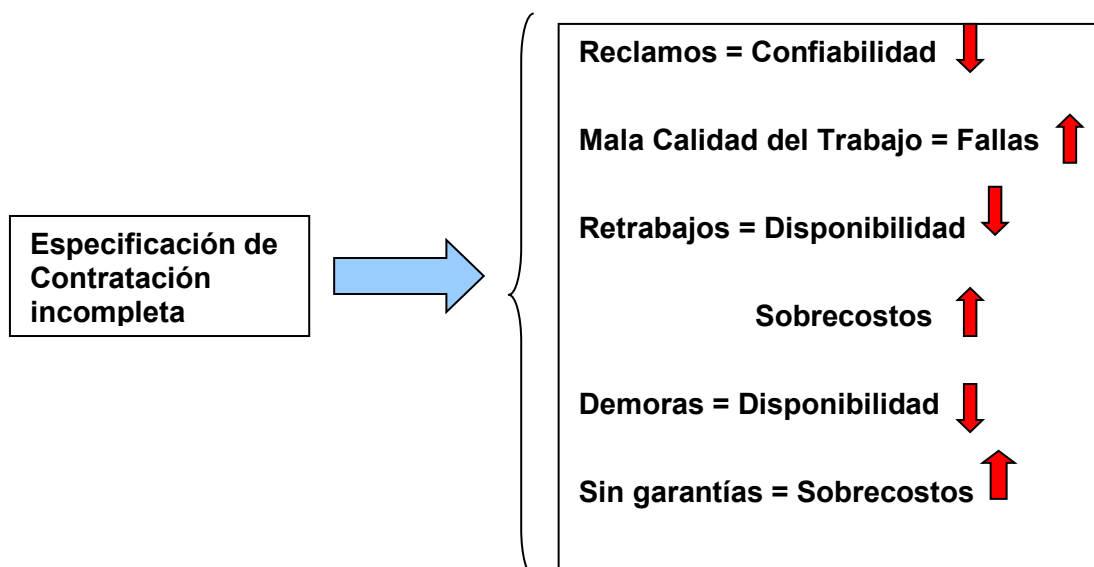 Especificación de
Contratación
incompleta
Reclamos = Confiabilidad
Mala Calidad del Trabajo = Fallas
Retrabajos = Disponibilidad
Sobrecostos
Demoras = Disponibilidad
Sin garantías = Sobrecostos